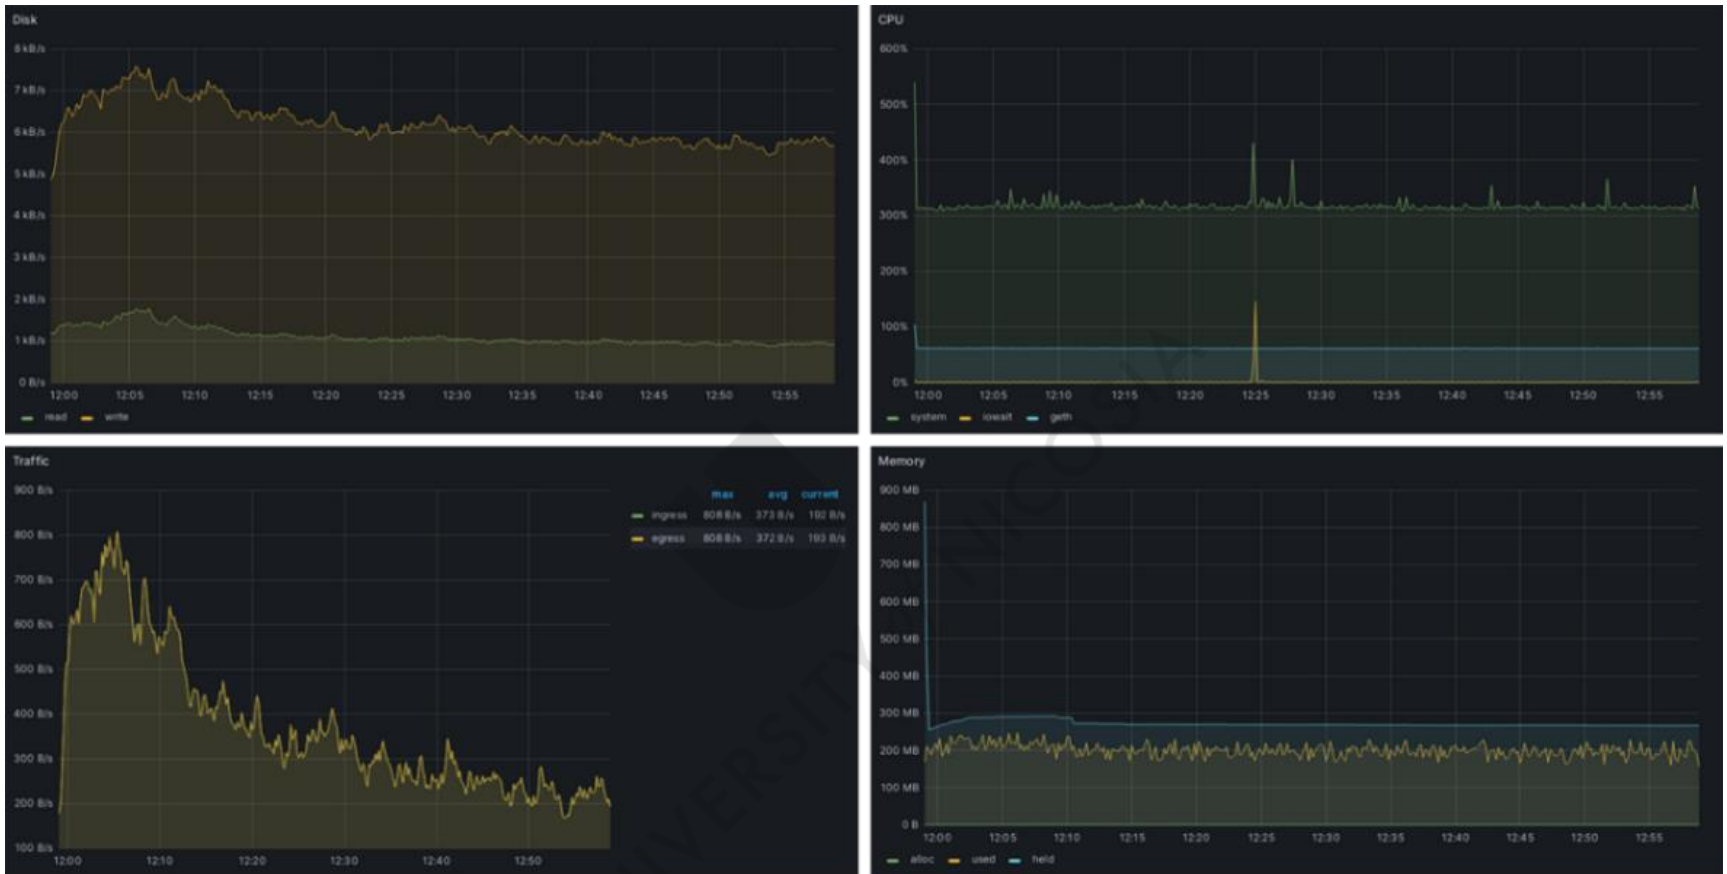 Disk
8 kB/s
7 kB/s
6 kB/s
5 kB/s
4 kB/s
3 kB/s
2 kB/s
1 kB/s
0 B/s
12:00 12:05 12:10 12:15 12:20 12:25 12:30 12:35 12:40 12:45 12:50 12:55
read write
CPU
600%
500%
400%
300%
200%
100%
0%
12:00 12:05 12:10 12:15 12:20 12:25 12:30 12:35 12:40 12:45 12:50 12:55
system iowait geth
Traffic
900 B/s
800 B/s
700 B/s
600 B/s
500 B/s
400 B/s
300 B/s
200 B/s
100 B/s
12:00 12:10 12:20 12:30 12:40 12:50
max avg current
ingress 808 B/s 373 B/s 192 B/s
egress 808 B/s 372 B/s 193 B/s
Memory
900 MB
800 MB
700 MB
600 MB
500 MB
400 MB
300 MB
200 MB
100 MB
0 B
12:00 12:05 12:10 12:15 12:20 12:25 12:30 12:35 12:40 12:45 12:50 12:55
alloc used held
UNIVERSITY NICOSIA